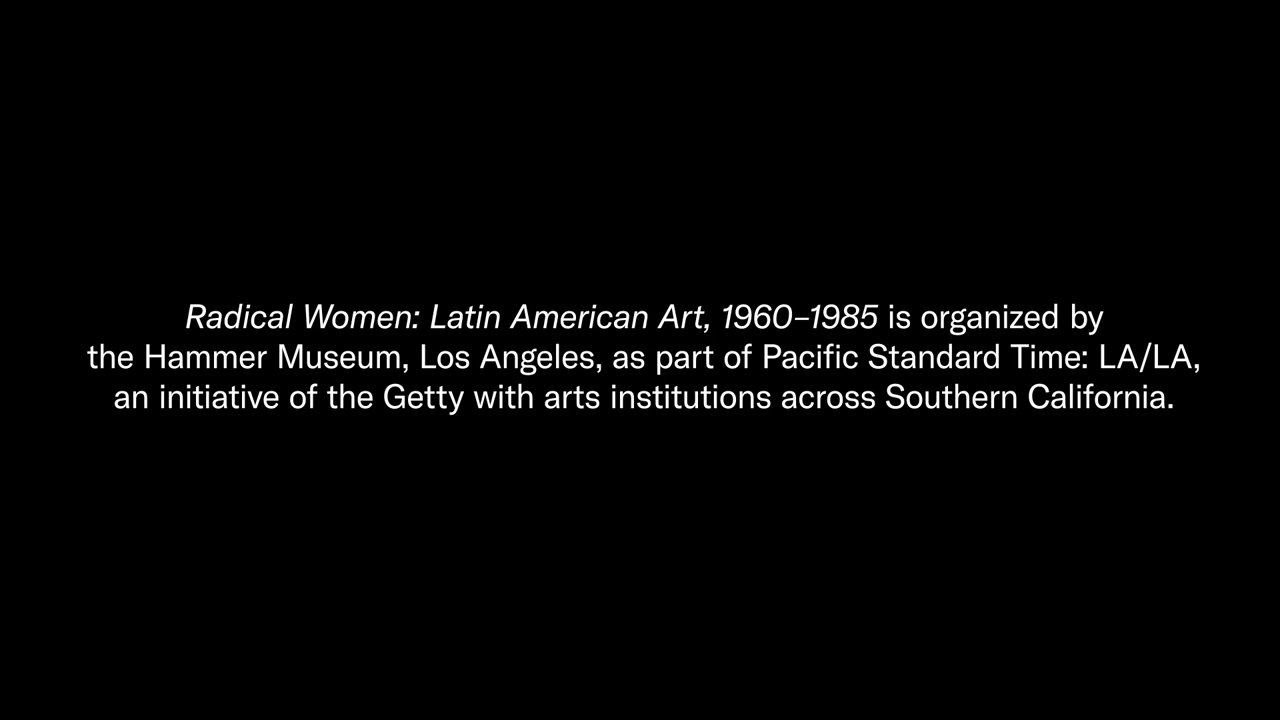 Radical Women: Latin American Art, 1960–1985 is organized by
the Hammer Museum, Los Angeles, as part of Pacific Standard Time: LA/LA,
an initiative of the Getty with arts institutions across Southern California.